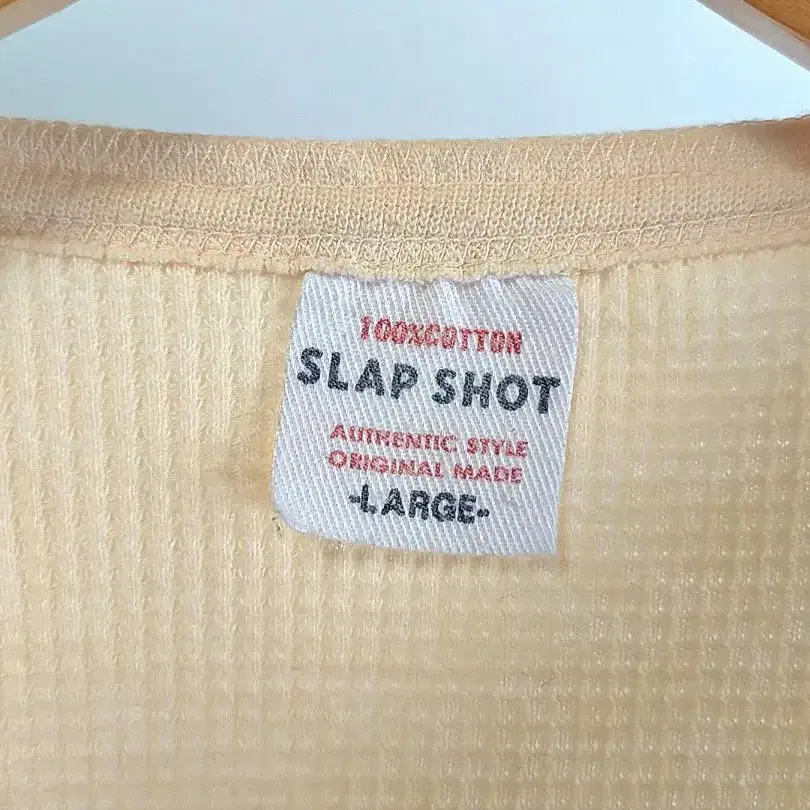 100%COTTON
SLAP SHOT
AUTHENTIC STYLE
ORIGINAL MADE
-LARGE-